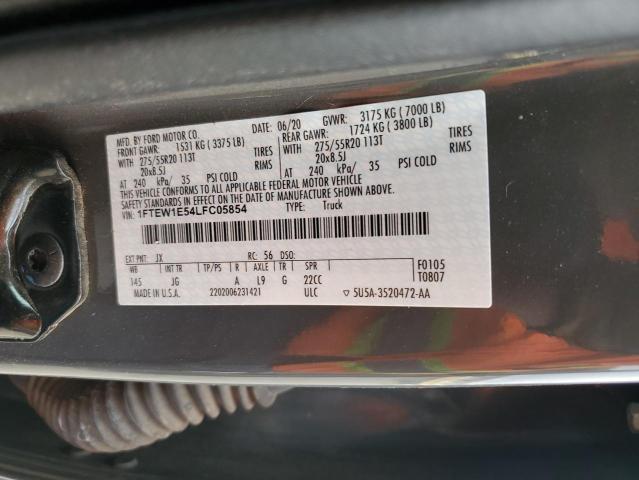 MFD. BY FORD MOTOR CO. DATE: 06/20 GVWR: 3175 KG ( 7000 LB)
FRONT GAWR: 1531 KG ( 3375 LB) REAR GAWR: 1724 KG ( 3800 LB)
WITH 275/55R20 113T TIRES WITH 275/55R20 113T TIRES
20x8.5J RIMS 20x8.5J RIMS
AT 240 kPa/ 35 PSI COLD AT 240 kPa/ 35 PSI COLD
THIS VEHICLE CONFORMS TO ALL APPLICABLE FEDERAL MOTOR VEHICLE
SAFETY STANDARDS IN EFFECT ON THE DATE OF MANUFACTURE SHOWN ABOVE.
VIN: 1FTEW1E54LFC05854 TYPE: Truck
EXT PNT: JX RC: 56 DSO: F0105
WB INT TR TP/PS R AXLE TR SPR T0807
145 JG A L9 G 22CC
MADE IN U.S.A. 2202006231421 ULC ▽ 5U5A-3520472-AA